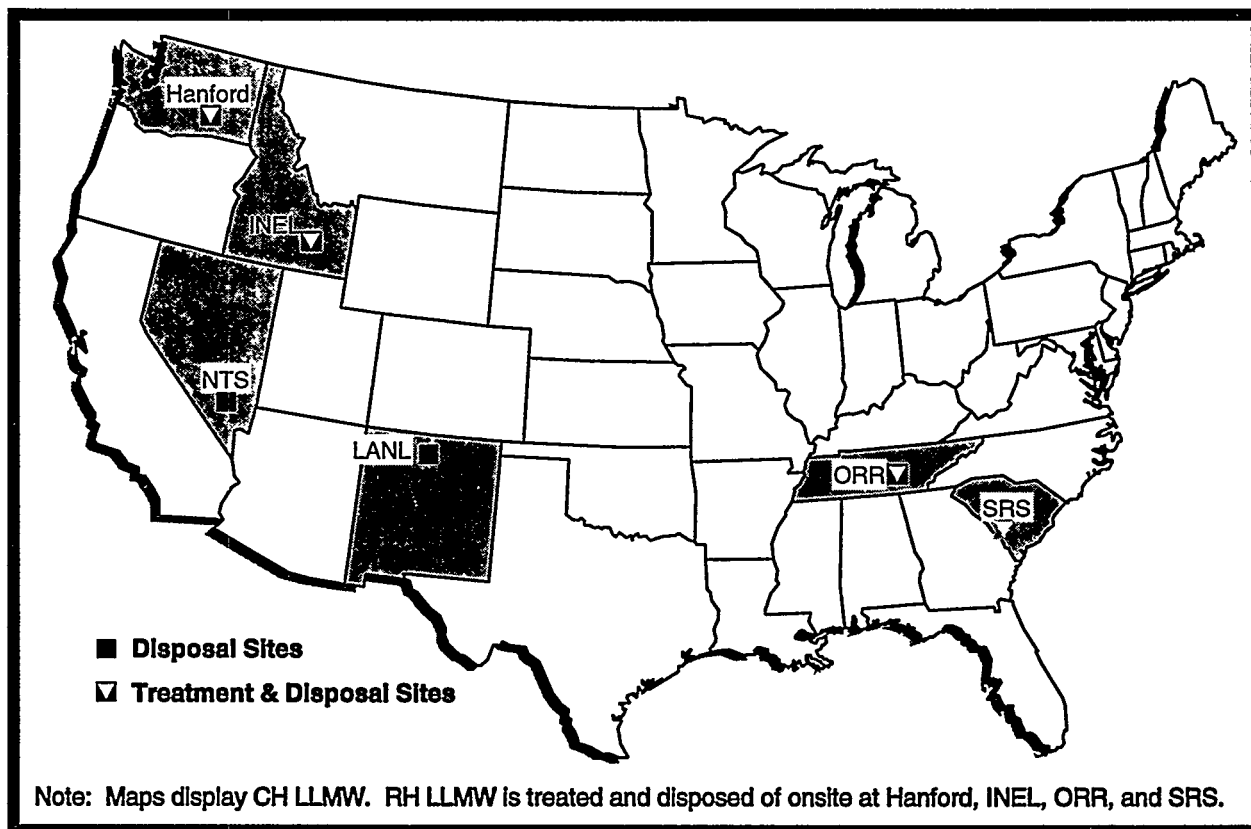 Hanford
INEL
NTS
LANL
ORR
SRS
Disposal Sites
Treatment & Disposal Sites
Note: Maps display CH LLMW. RH LLMW is treated and disposed of onsite at Hanford, INEL, ORR, and SRS.